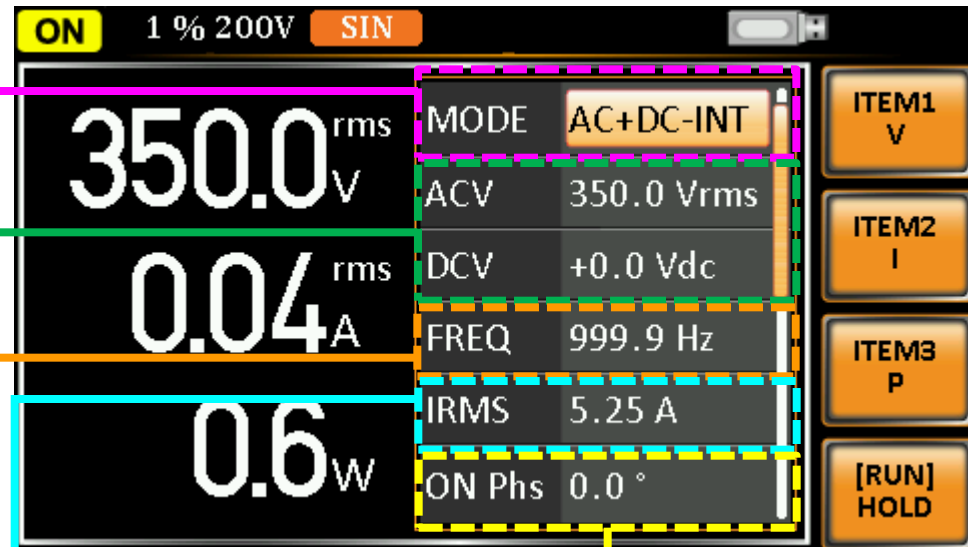 ON 1 % 200V SIN
350.0 rms V
0.04 rms A
0.6 W
MODE AC+DC-INT
ACV 350.0 Vrms
DCV +0.0 Vdc
FREQ 999.9 Hz
IRMS 5.25 A
ON Phs 0.0 °
ITEM1
V
ITEM2
I
ITEM3
P
[RUN]
HOLD